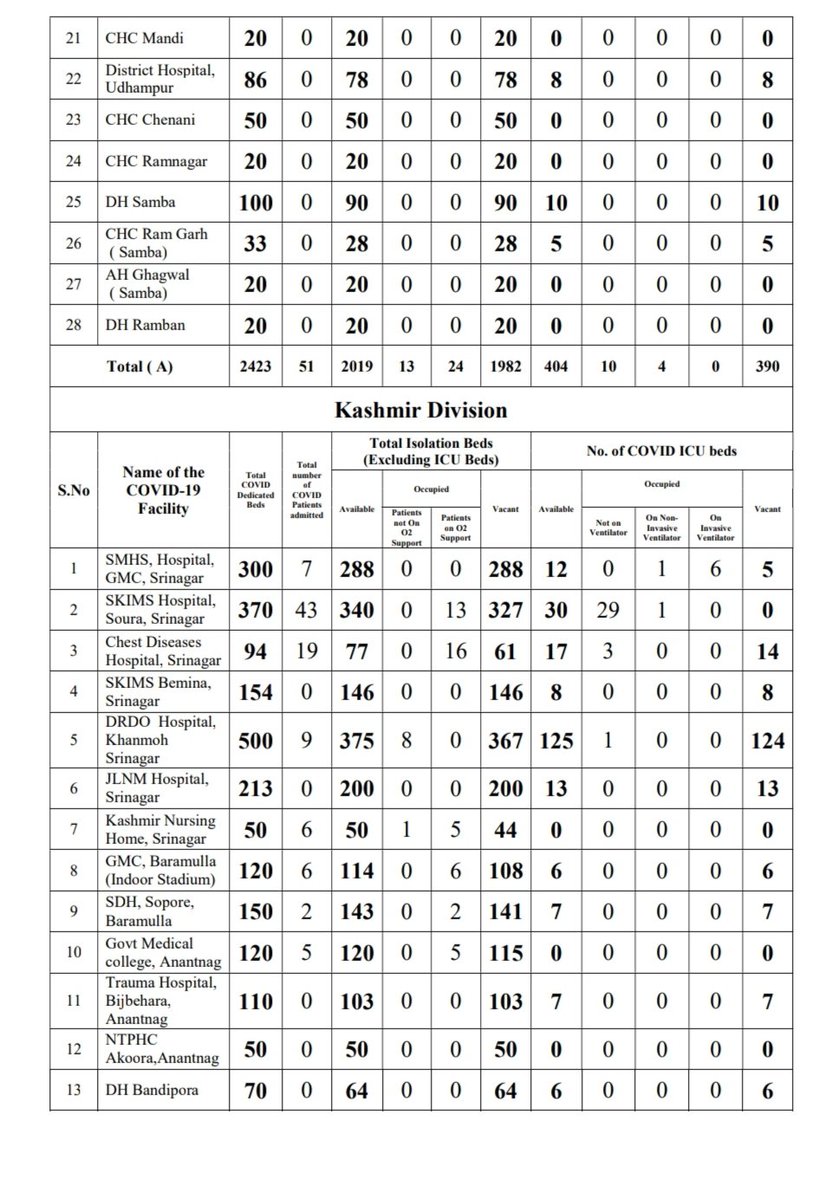 21 CHC Mandi 20 0 20 0 0 20 0 0 0 0 0
22 District Hospital, Udhampur 86 0 78 0 0 78 8 0 0 0 8
23 CHC Chenani 50 0 50 0 0 50 0 0 0 0 0
24 CHC Ramnagar 20 0 20 0 0 20 0 0 0 0 0
25 DH Samba 100 0 90 0 0 90 10 0 0 0 10
26 CHC Ram Garh ( Samba) 33 0 28 0 0 28 5 0 0 0 5
27 AH Ghagwal ( Samba) 20 0 20 0 0 20 0 0 0 0 0
28 DH Ramban 20 0 20 0 0 20 0 0 0 0 0
Total ( A) 2423 51 2019 13 24 1982 404 10 4 0 390
Kashmir Division
S.No
Name of the
COVID-19
Facility
Total
COVID
Dedicated
Beds
Total
number
of
COVID
Patients
admitted
Total Isolation Beds
(Excluding ICU Beds)
Available
Occupied
Patients
not On
O2
Support
Patients
on O2
Support
Vacant
No. of COVID ICU beds
Available
Occupied
Not on
Ventilator
On Non-
Invasive
Ventilator
On
Invasive
Ventilator
Vacant
1 SMHS, Hospital, GMC, Srinagar 300 7 288 0 0 288 12 0 1 6 5
2 SKIMS Hospital, Soura, Srinagar 370 43 340 0 13 327 30 29 1 0 0
3 Chest Diseases Hospital, Srinagar 94 19 77 0 16 61 17 3 0 0 14
4 SKIMS Bemina, Srinagar 154 0 146 0 0 146 8 0 0 0 8
5 DRDO Hospital, Khanmoh Srinagar 500 9 375 8 0 367 125 1 0 0 124
6 JLNM Hospital, Srinagar 213 0 200 0 0 200 13 0 0 0 13
7 Kashmir Nursing Home, Srinagar 50 6 50 1 5 44 0 0 0 0 0
8 GMC, Baramulla (Indoor Stadium) 120 6 114 0 6 108 6 0 0 0 6
9 SDH, Sopore, Baramulla 150 2 143 0 2 141 7 0 0 0 7
10 Govt Medical college, Anantnag 120 5 120 0 5 115 0 0 0 0 0
11 Trauma Hospital, Bijbehara, Anantnag 110 0 103 0 0 103 7 0 0 0 7
12 NTPHC Akoora,Anantnag 50 0 50 0 0 50 0 0 0 0 0
13 DH Bandipora 70 0 64 0 0 64 6 0 0 0 6